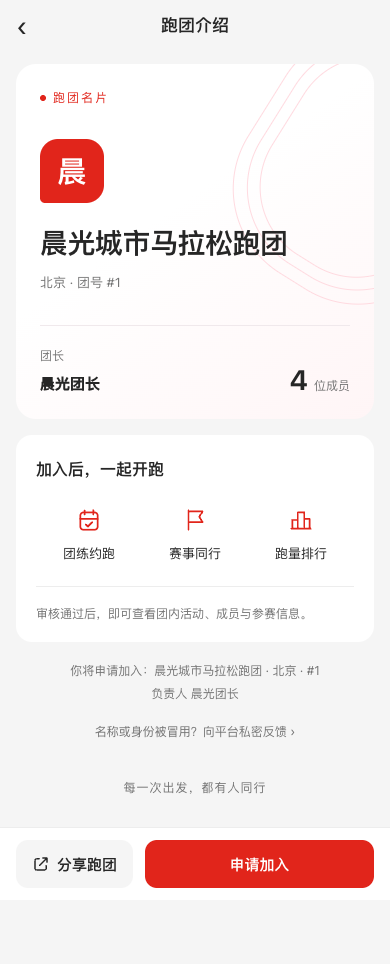 跑团介绍
跑团名片
晨
晨光城市马拉松跑团
北京 · 团号 #1
团长
晨光团长
4 位成员
加入后，一起开跑
团练约跑 赛事同行 跑量排行
审核通过后，即可查看团内活动、成员与参赛信息。
你将申请加入：晨光城市马拉松跑团 · 北京 · #1
负责人 晨光团长
名称或身份被冒用？向平台私密反馈 ›
每一次出发，都有人同行
分享跑团 申请加入